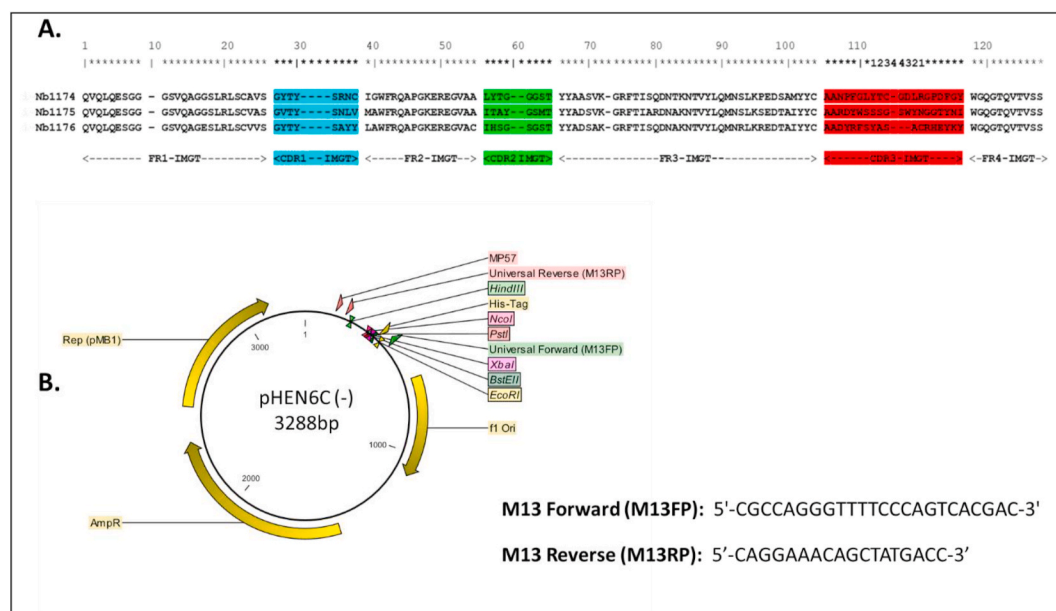 A.
1 10 20 30 40 50 60 70 80 90 100 110 120
Nb1174 QVQLQESGG - GSVQAGGSLRLSCAVS GYTY----SRNC IGWFRQAPGKEREGVAA LYTG--GGST YYAASVK-GRFTISQDNTKNTVYLQMNSLKPEDSAMYYC WGQGTQVTVSS
Nb1175 QVQLQESGG - GSVQAGGSLRLSCAVS GYTY----SNLV MAWFRQAPGKEREGVAA ITAY-GSMT YYADSVK-GRFTIARDNAKNTVYLQMNSLKPEDTAIYYC WGQGTQVTVSS
Nb1176 QVQLQESGG - GSVQAGESLRLSCVVS GVTY----SAYY LAWFRQAPGKEREGVAC IHSG--SGST YYADSAK-GRFTISQDNAKNTVYLQMNRLKREDTAIYYC WGQGTQVTVSS
<------- FR1-IMGT--------> <CDR1---IMGT> <---- FR2-IMGT ----> <CDR2 IMGT> <-------------- FR3-IMGT--------------> <----- CDR3 IMGT-----> <-FR4-IMGT-->
MP57
Universal Reverse (M13RP)
HindIII
His-Tag
NcoI
PstI
Universal Forward (M13FP)
XbaI
BstEII
EcoRI
Rep (pMB1)
3000
1
B.
pHEN6C (-)
3288bp
f1 Ori
1000
2000
AmpR
M13 Forward (M13FP): 5'-CGCCAGGGTTTTCCCAGTCACGAC-3'
M13 Reverse (M13RP): 5′-CAGGAAACAGCTATGACC-3′